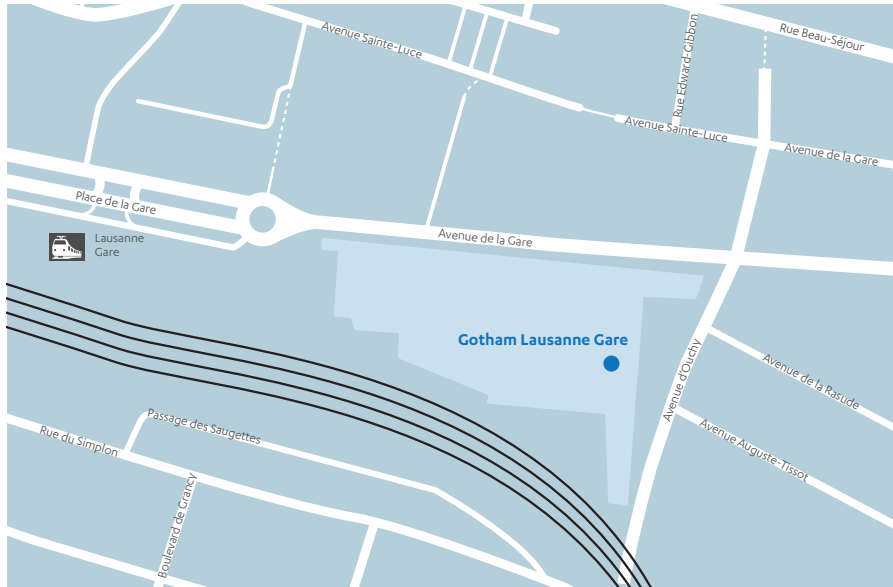 Avenue Sainte-Luce
Rue Edward-Gibbon
Rue Beau-Séjour
Avenue Sainte-Luce
Avenue de la Gare
Place de la Gare
Lausanne
Gare
Avenue de la Gare
Gotham Lausanne Gare
Avenue d'Ouchy
Avenue de la Rasude
Avenue Auguste-Tissot
Passage des Saugettes
Rue du Simplon
Boulevard de Grancy